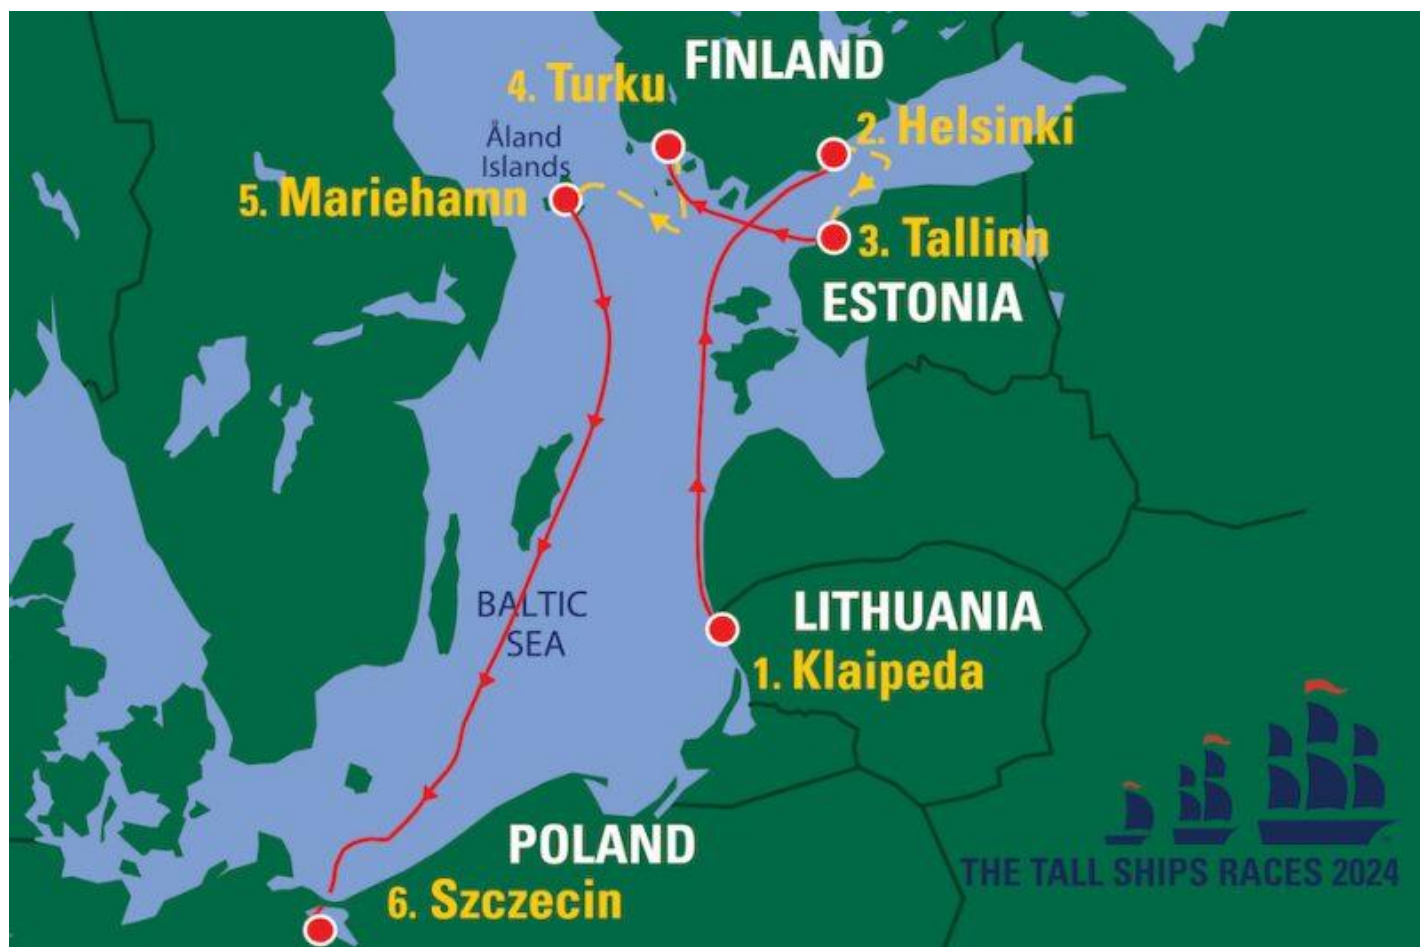 FINLAND
4. Turku
2. Helsinki
Åland
Islands
5. Mariehamn
3. Tallinn
ESTONIA
BALTIC
SEA
LITHUANIA
1. Klaipeda
POLAND
6. Szczecin
THE TALL SHIPS RACES 2024